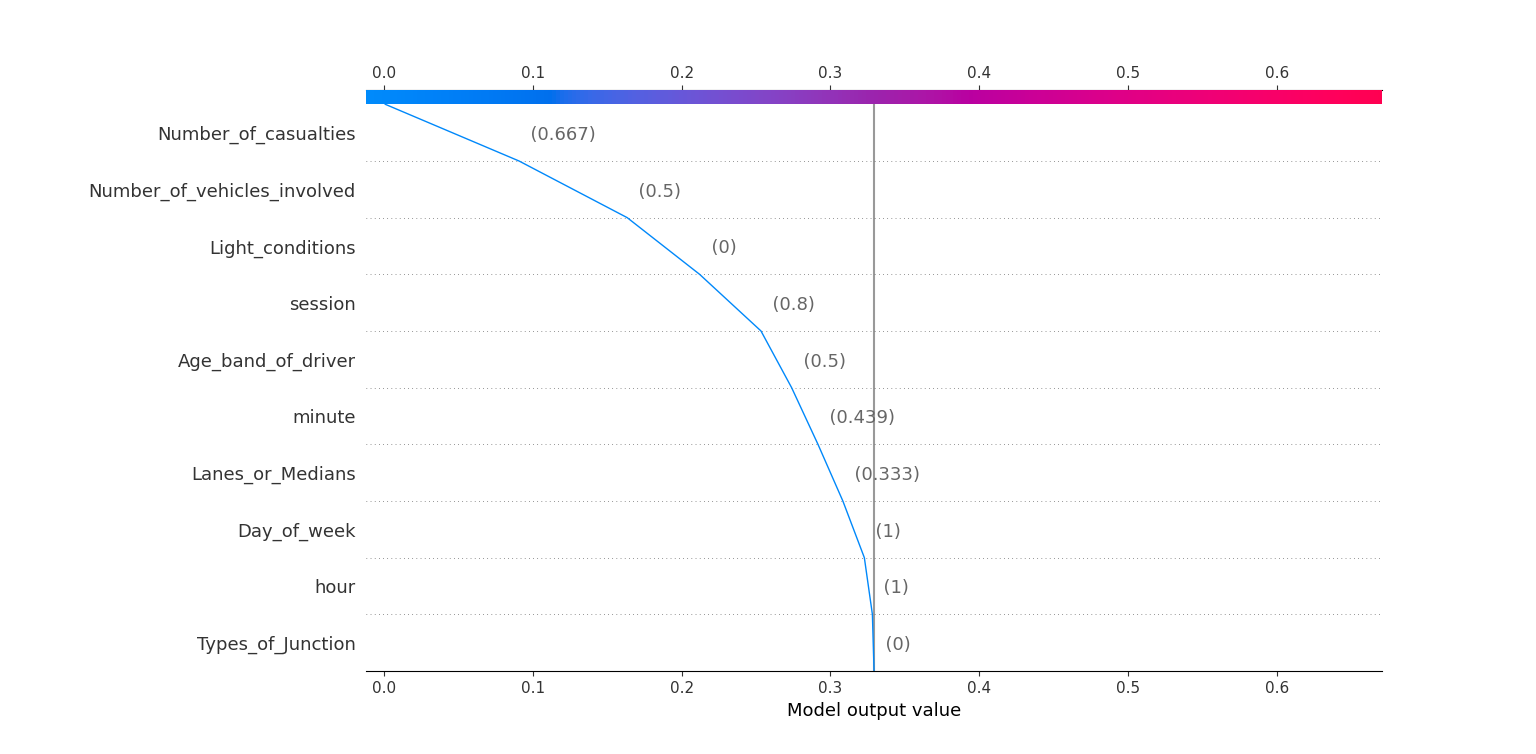 0.0 0.1 0.2 0.3 0.4 0.5 0.6
Number_of_casualties (0.667)
Number_of_vehicles_involved (0.5)
Light_conditions (0)
session (0.8)
Age_band_of_driver (0.5)
minute (0.439)
Lanes_or_Medians (0.333)
Day_of_week (1)
hour (1)
Types_of_Junction (0)
0.0 0.1 0.2 0.3 0.4 0.5 0.6
Model output value